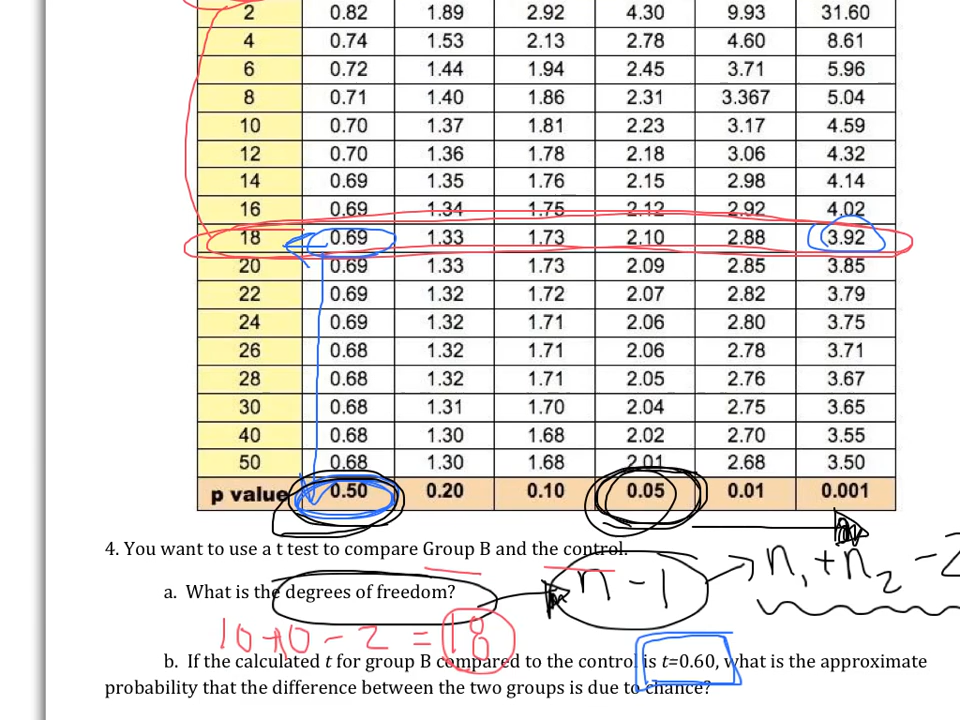 2 0.82 1.89 2.92 4.30 9.93 31.60
4 0.74 1.53 2.13 2.78 4.60 8.61
6 0.72 1.44 1.94 2.45 3.71 5.96
8 0.71 1.40 1.86 2.31 3.367 5.04
10 0.70 1.37 1.81 2.23 3.17 4.59
12 0.70 1.36 1.78 2.18 3.06 4.32
14 0.69 1.35 1.76 2.15 2.98 4.14
16 0.69 1.34 1.75 2.12 2.92 4.02
18 0.69 1.33 1.73 2.10 2.88 3.92
20 0.69 1.33 1.73 2.09 2.85 3.85
22 0.69 1.32 1.72 2.07 2.82 3.79
24 0.69 1.32 1.71 2.06 2.80 3.75
26 0.68 1.32 1.71 2.06 2.78 3.71
28 0.68 1.32 1.71 2.05 2.76 3.67
30 0.68 1.31 1.70 2.04 2.75 3.65
40 0.68 1.30 1.68 2.02 2.70 3.55
50 0.68 1.30 1.68 2.01 2.68 3.50
p value 0.50 0.20 0.10 0.05 0.01 0.001
4. You want to use a t test to compare Group B and the control.
a. What is the degrees of freedom? n - 1 n₁ + n₂ - 2
10+10 - 2 = 18
b. If the calculated t for group B compared to the control is t=0.60, what is the approximate
probability that the difference between the two groups is due to chance?